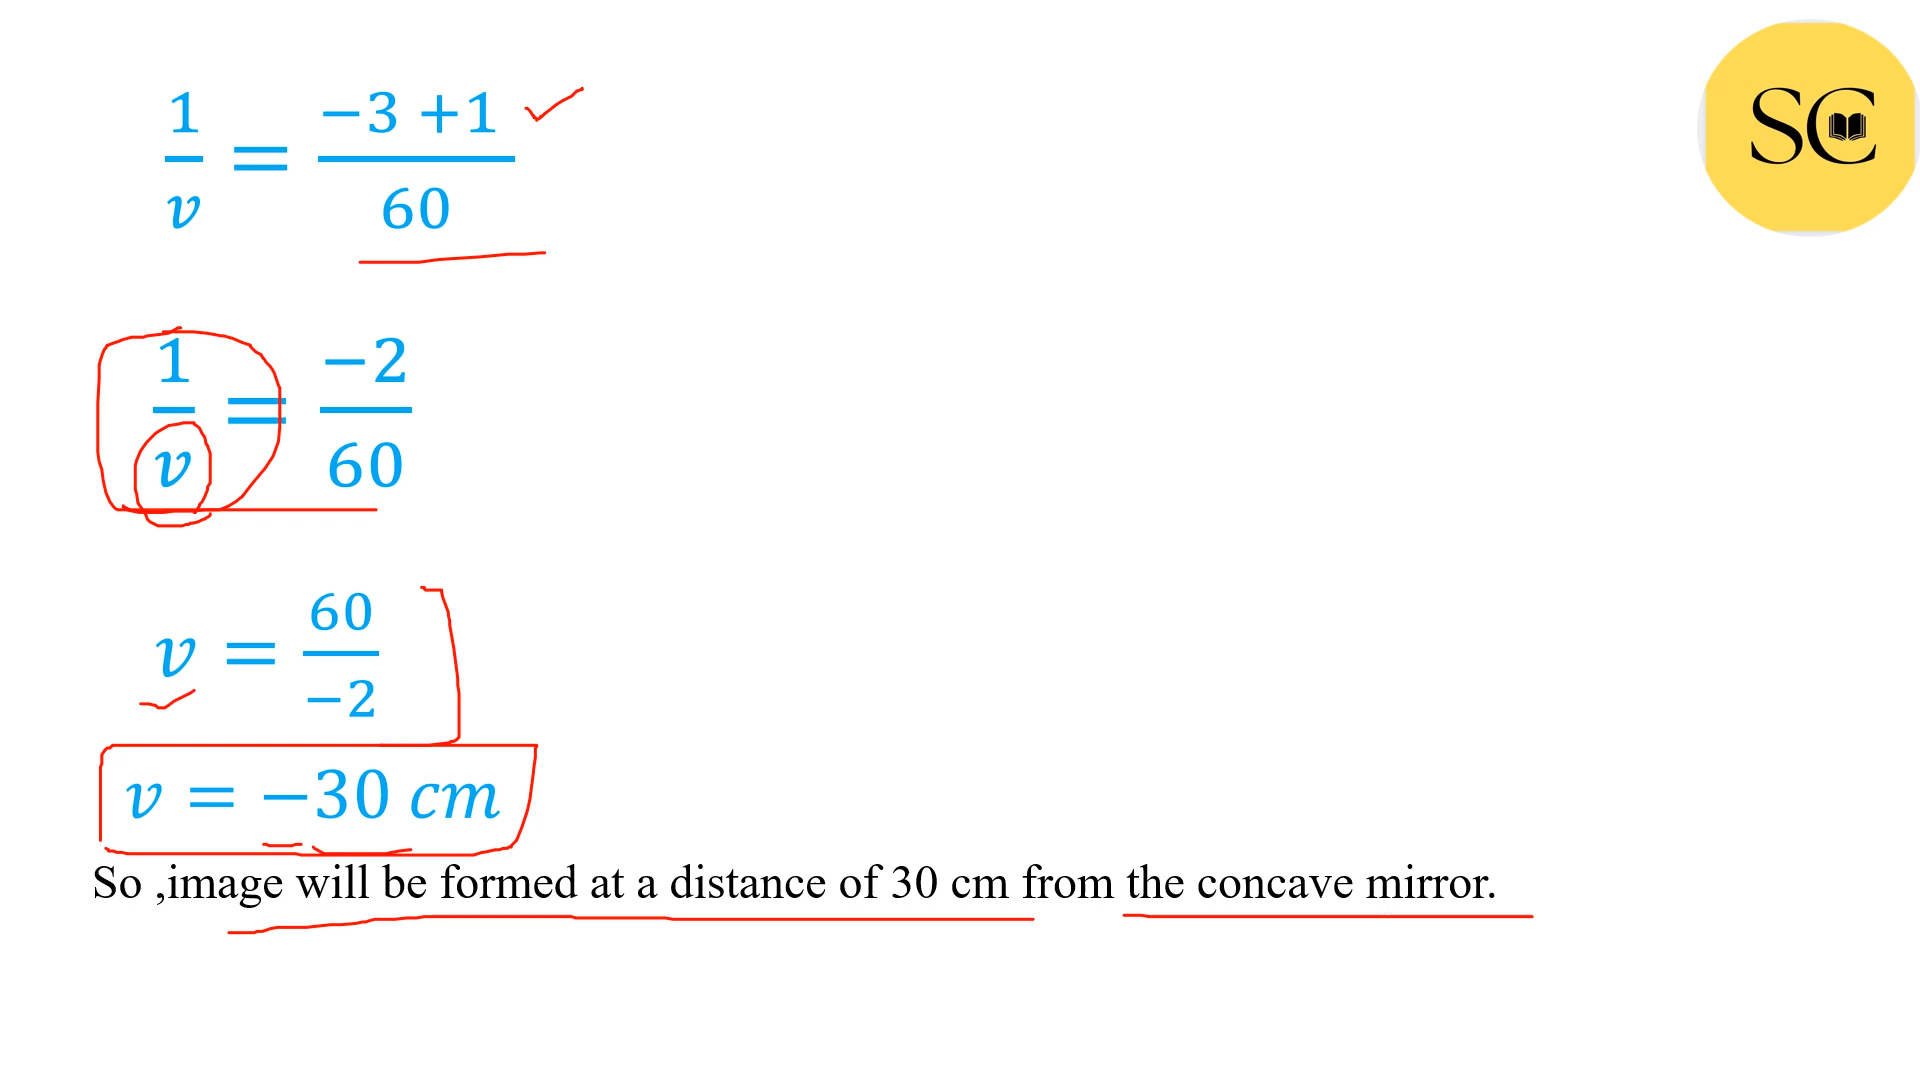 SC
1/v = (−3 +1)/60
1/v = −2/60
v = 60/−2
v = −30 cm
So ,image will be formed at a distance of 30 cm from the concave mirror.